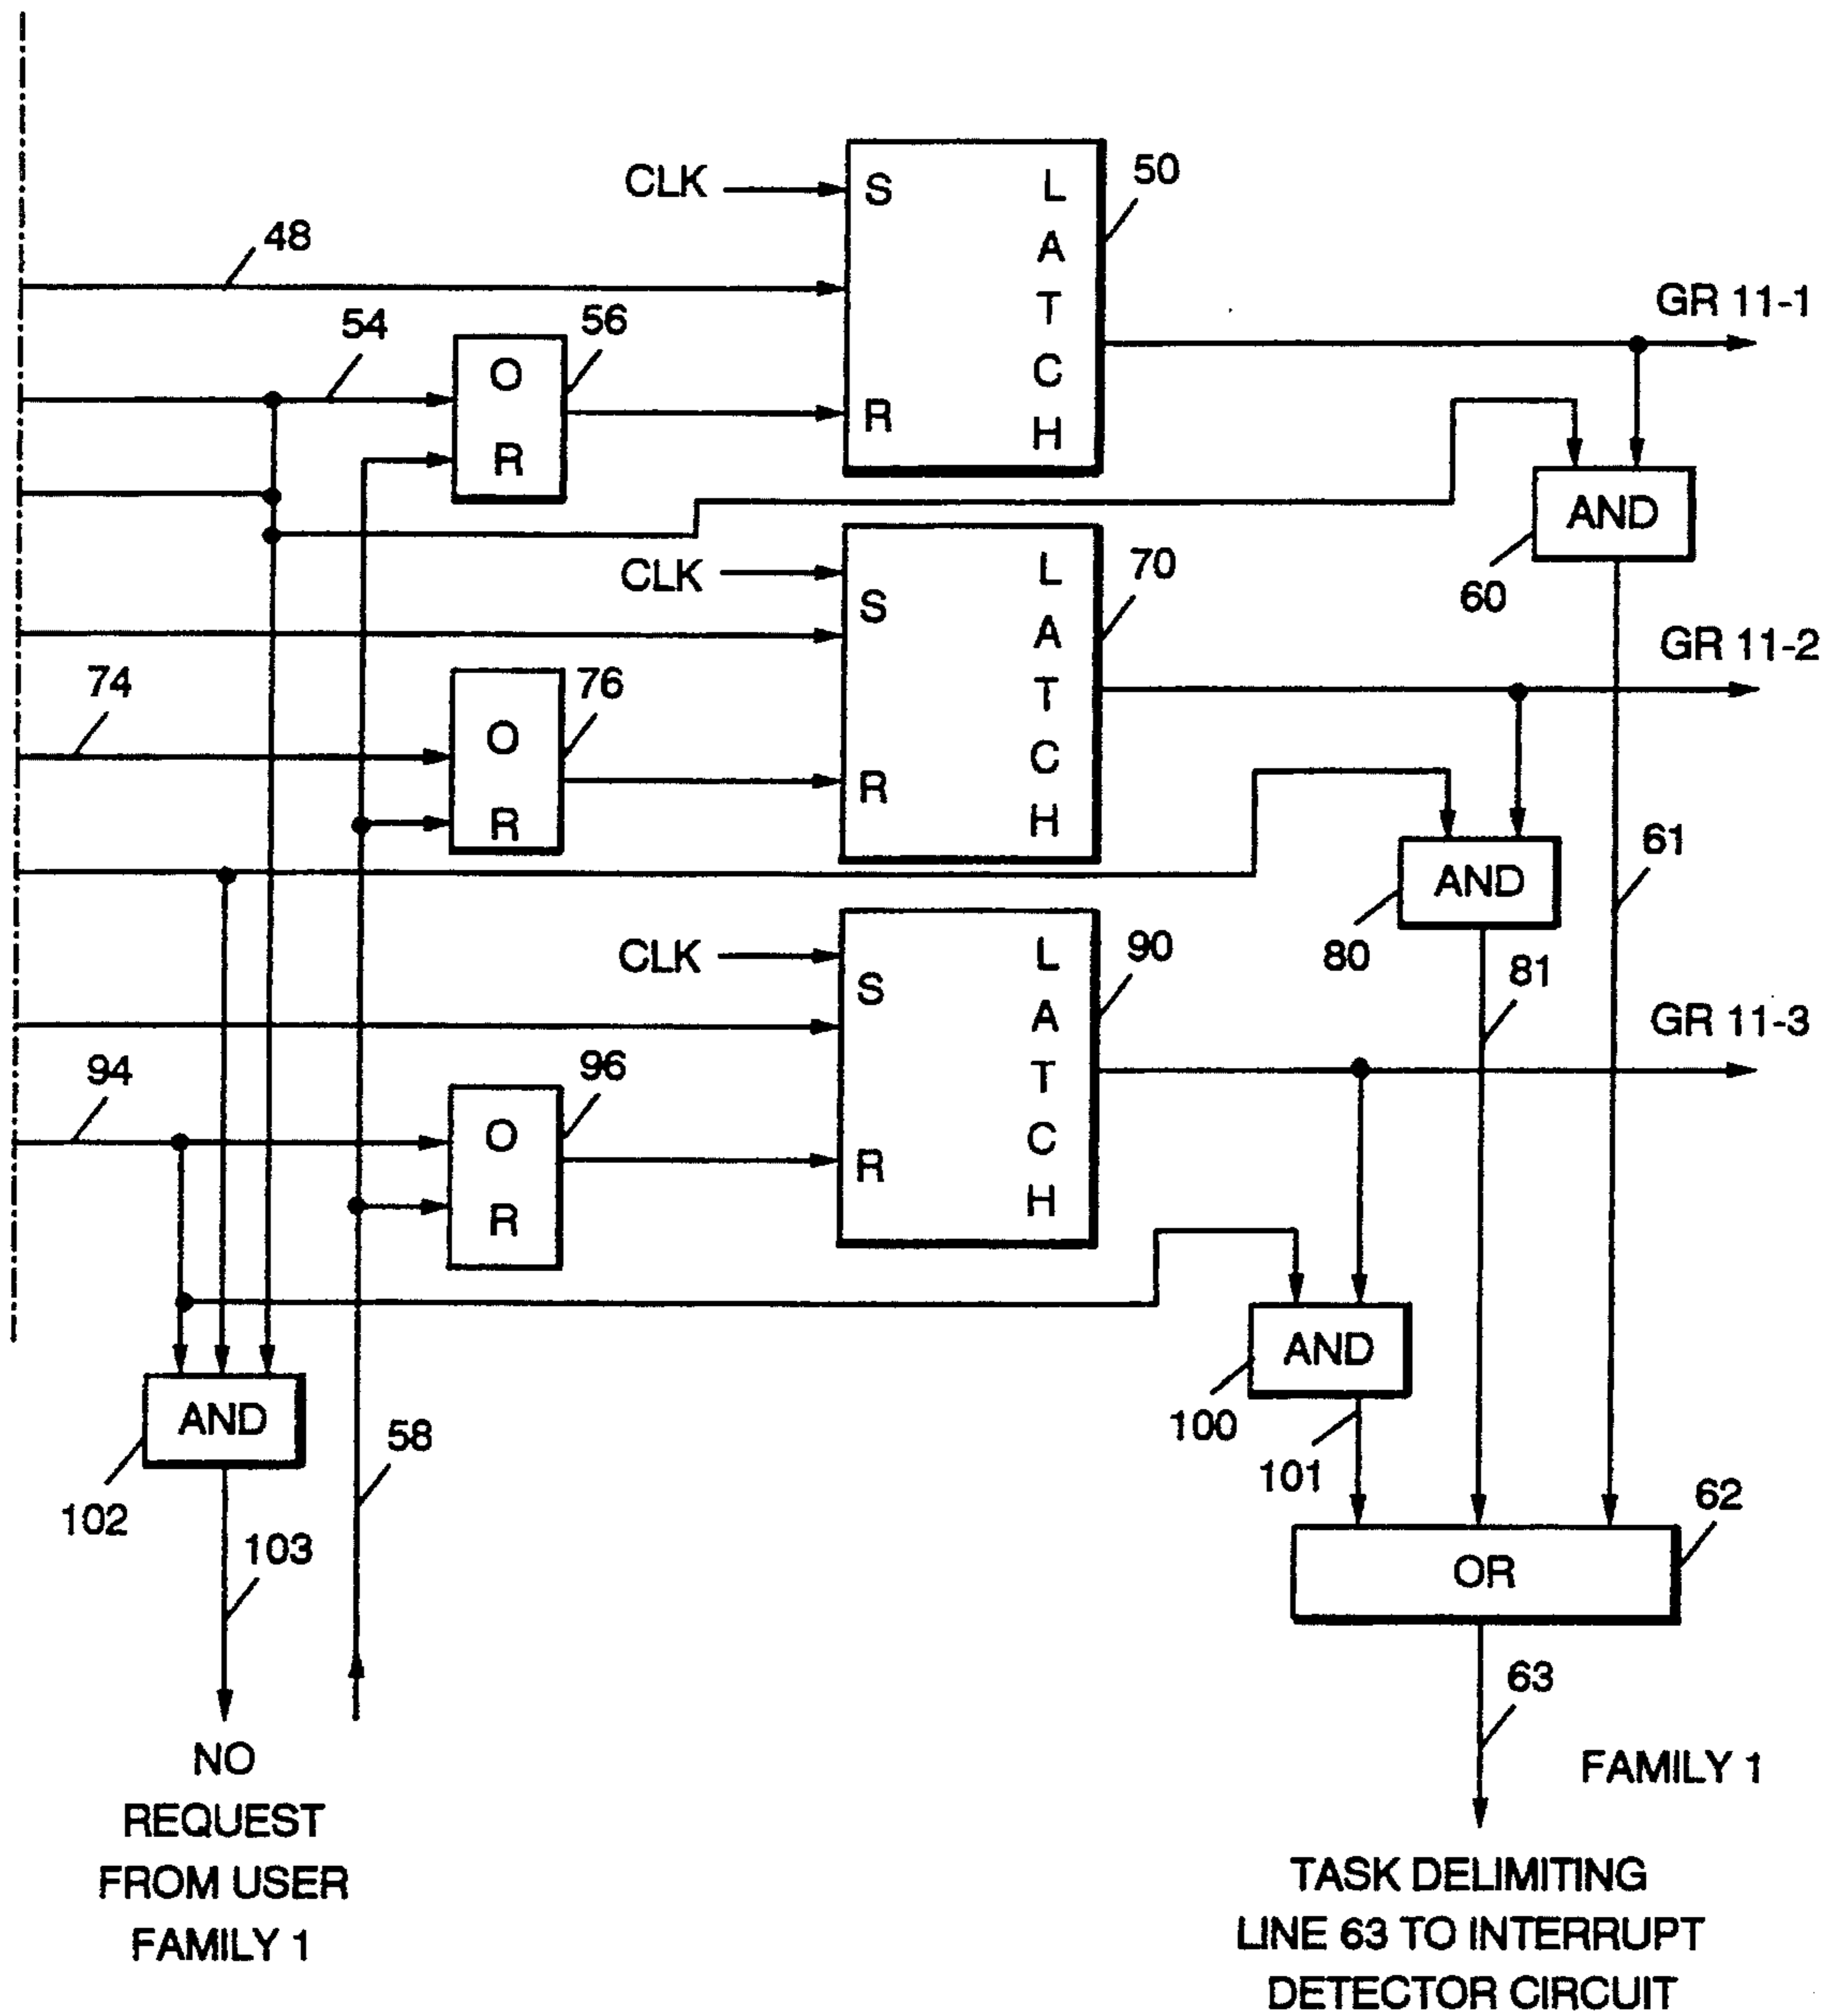 CLK
S
L
A
T
C
H
R
50
48
GR 11-1
54
O
R
56
AND
60
CLK
S
L
A
T
C
H
R
70
GR 11-2
74
O
R
76
AND
80
61
81
CLK
S
L
A
T
C
H
R
90
GR 11-3
94
O
R
96
AND
100
101
AND
102
103
58
OR
62
63
NO
REQUEST
FROM USER
FAMILY 1
FAMILY 1
TASK DELIMITING
LINE 63 TO INTERRUPT
DETECTOR CIRCUIT